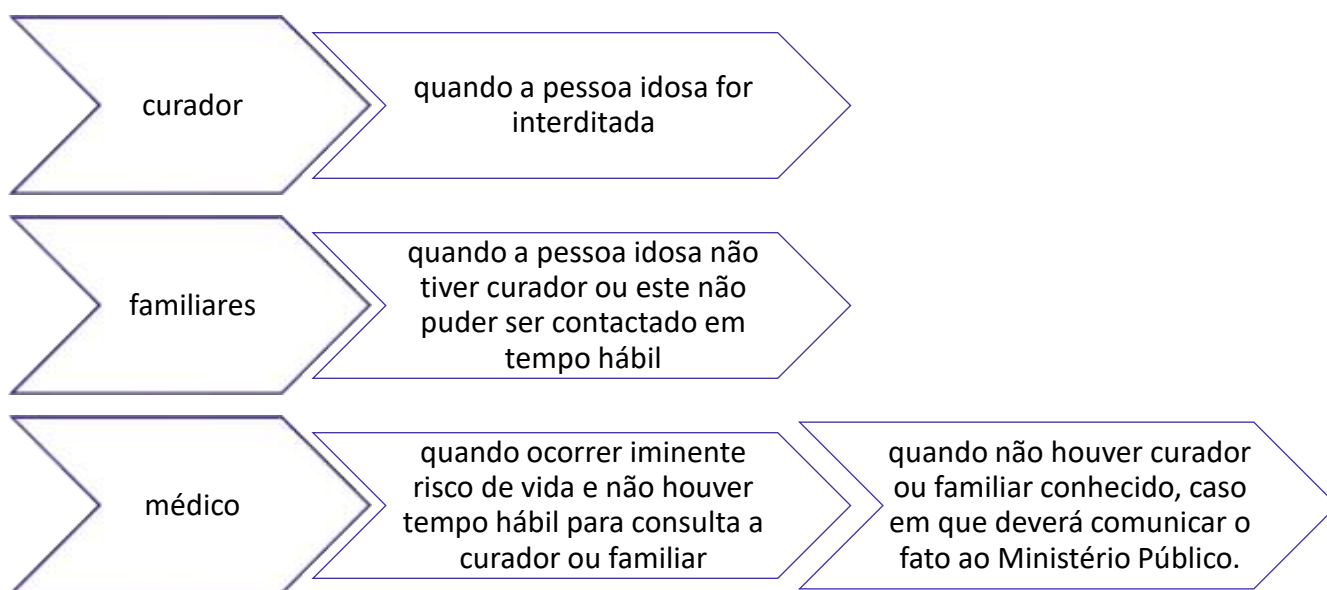 curador
quando a pessoa idosa for
interditada
familiares
quando a pessoa idosa não
tiver curador ou este não
puder ser contactado em
tempo hábil
médico
quando ocorrer iminente
risco de vida e não houver
tempo hábil para consulta a
curador ou familiar
quando não houver curador
ou familiar conhecido, caso
em que deverá comunicar o
fato ao Ministério Público.